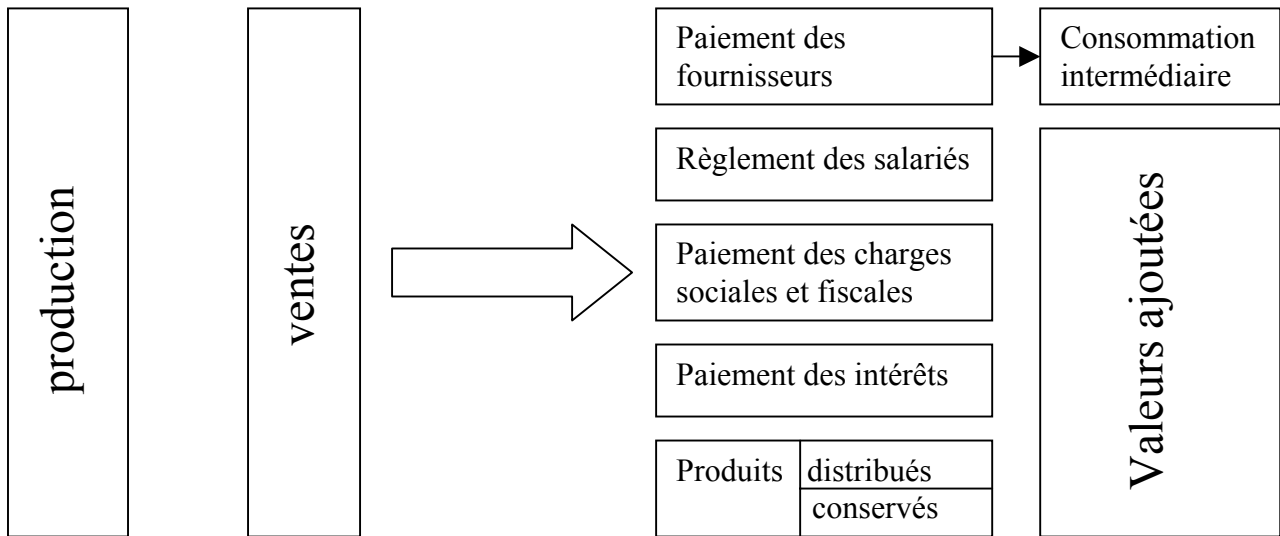 production
ventes
Paiement des
fournisseurs
Consommation
intermédiaire
Règlement des salariés
Paiement des charges
sociales et fiscales
Paiement des intérêts
Produits
distribués
conservés
Valeurs ajoutées